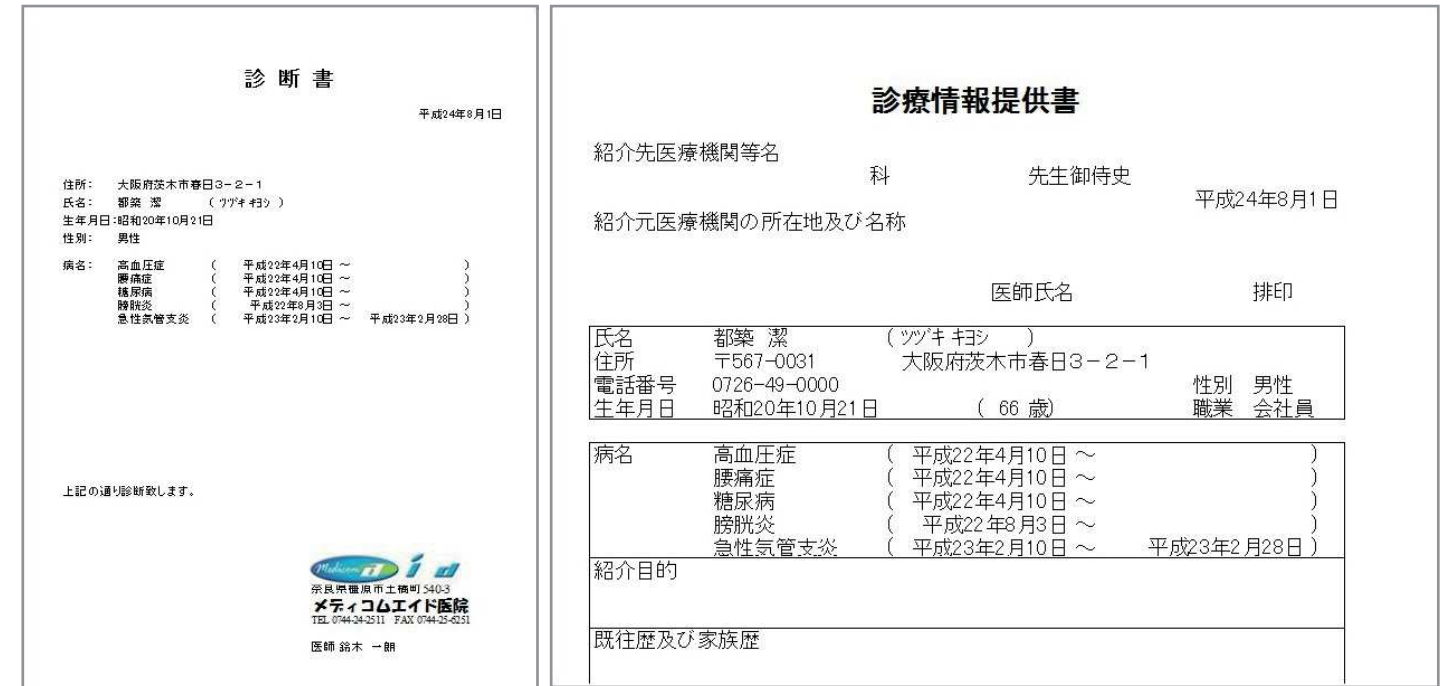 診 断 書
平成24年8月1日
住所： 大阪府茨木市春日３－２－１
氏名： 都築 潔 （ ﾂﾂﾞｷ ｷﾖｼ ）
生年月日：昭和20年10月21日
性別： 男性
病名： 高血圧症 （ 平成22年4月10日 ～ ）
腰痛症 （ 平成22年4月10日 ～ ）
糖尿病 （ 平成22年4月10日 ～ ）
膀胱炎 （ 平成22年8月3日 ～ ）
急性気管支炎 （ 平成23年2月10日 ～ 平成23年2月28日 ）
上記の通り診断致します。
Medicom Aid
奈良県橿原市土橋町 540-3
メディコムエイド医院
TEL 0744-24-2511 FAX 0744-25-6251
医師 鈴木 一朗
診療情報提供書
紹介先医療機関等名
科 先生御侍史
平成24年8月1日
紹介元医療機関の所在地及び名称
医師氏名 排印
氏名 都築 潔 （ ﾂﾂﾞｷ ｷﾖｼ ）
住所 〒567-0031 大阪府茨木市春日３－２－１
電話番号 0726-49-0000 性別 男性
生年月日 昭和20年10月21日 （ 66 歳） 職業 会社員
病名 高血圧症 （ 平成22年4月10日 ～ ）
腰痛症 （ 平成22年4月10日 ～ ）
糖尿病 （ 平成22年4月10日 ～ ）
膀胱炎 （ 平成22年8月3日 ～ ）
急性気管支炎 （ 平成23年2月10日 ～ 平成23年2月28日 ）
紹介目的
既往歴及び家族歴